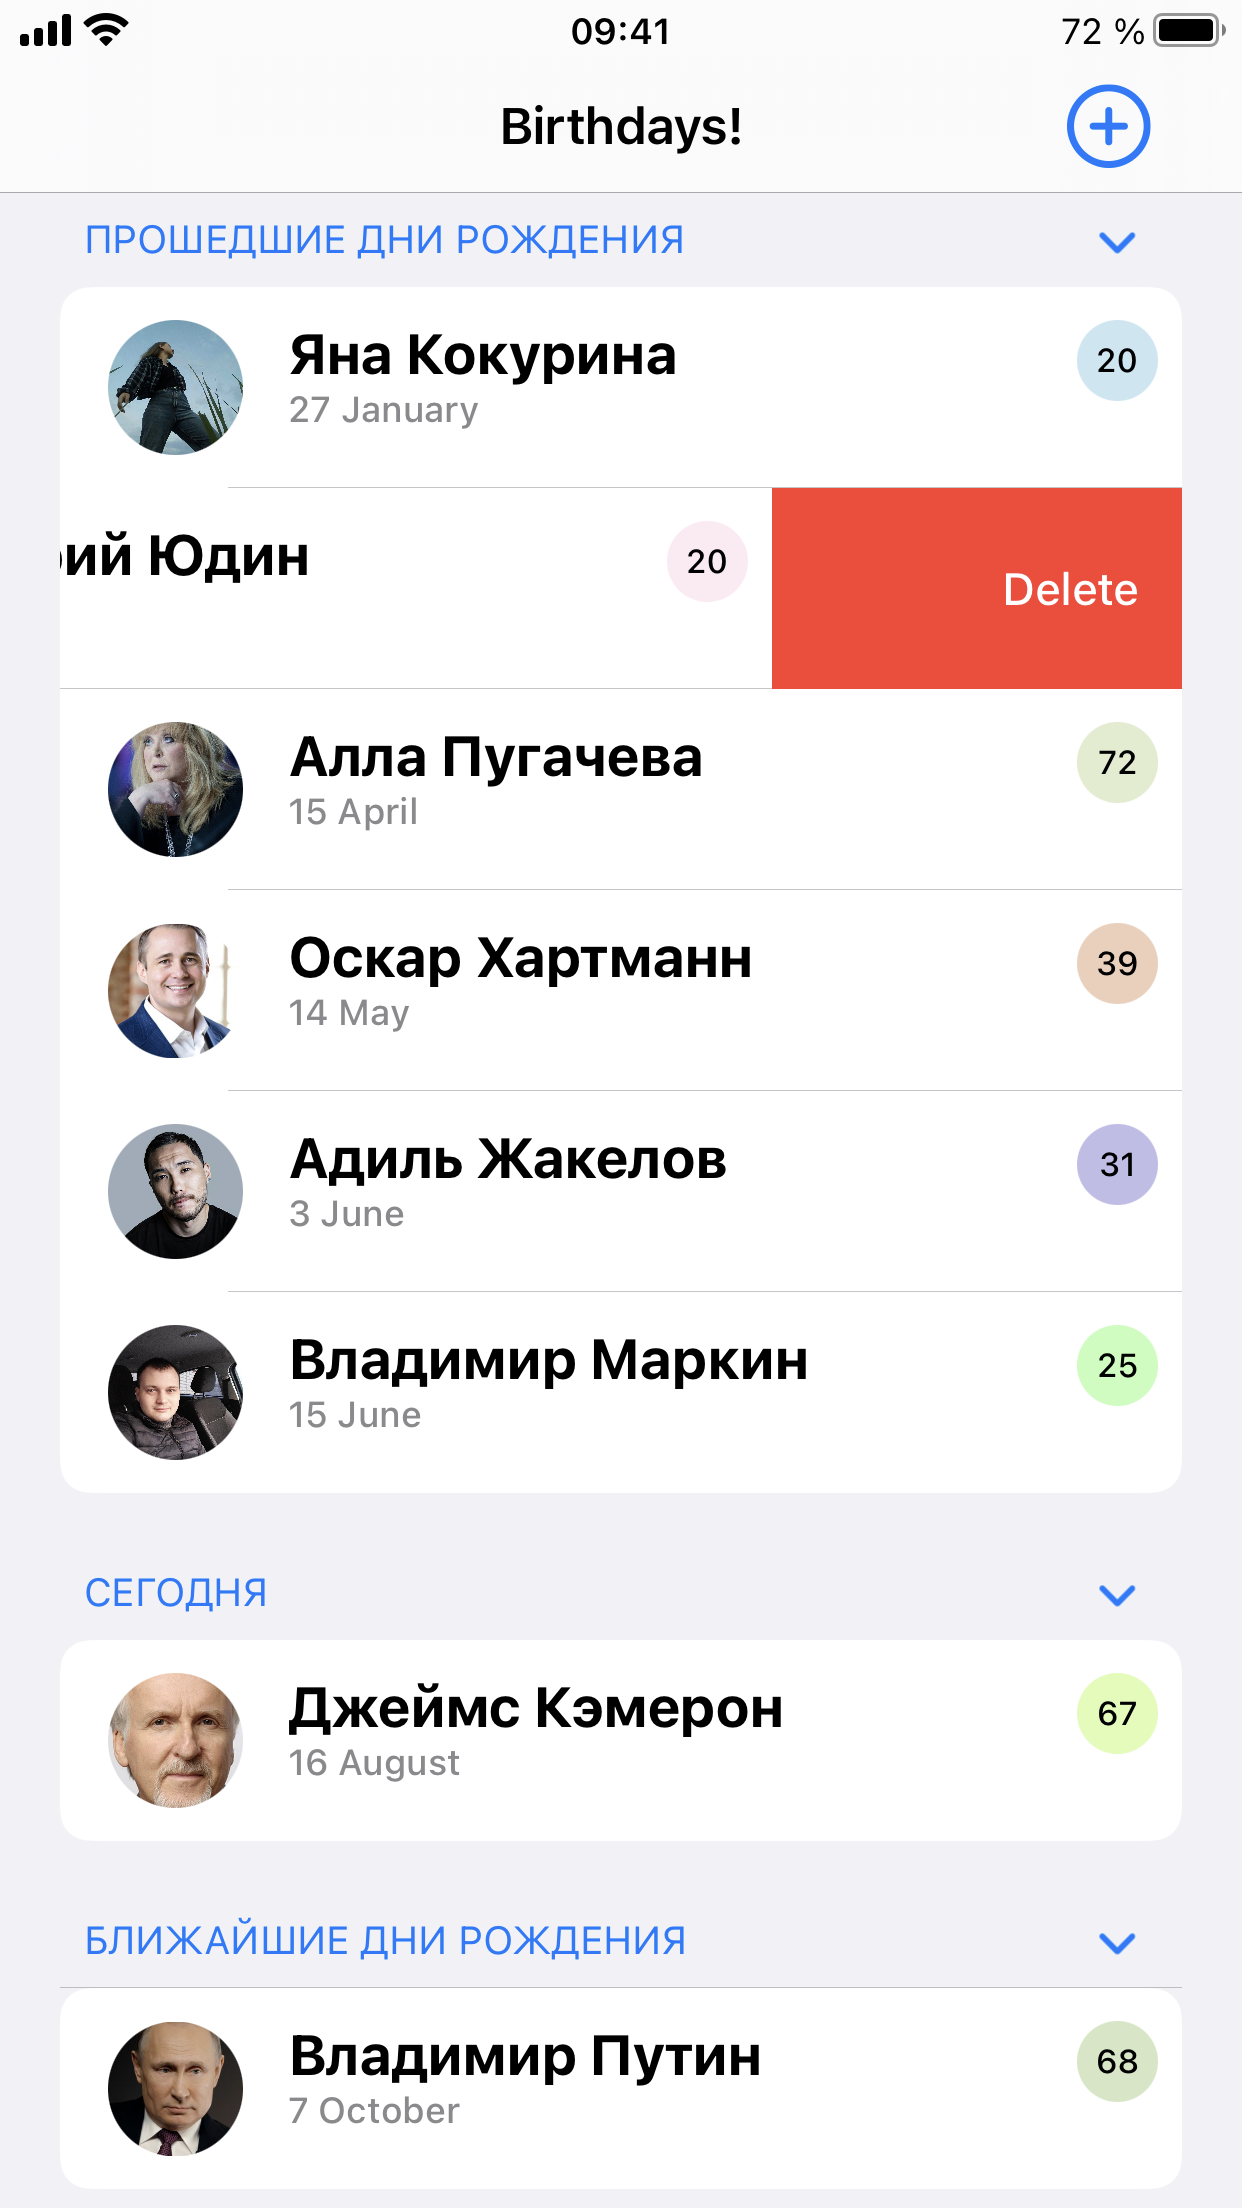 09:41
72 %
Birthdays!
ПРОШЕДШИЕ ДНИ РОЖДЕНИЯ
Яна Кокурина
20
27 January
ий Юдин
20
Delete
Алла Пугачева
72
15 April
Оскар Хартманн
39
14 May
Адиль Жакелов
31
3 June
Владимир Маркин
25
15 June
СЕГОДНЯ
Джеймс Кэмерон
67
16 August
БЛИЖАЙШИЕ ДНИ РОЖДЕНИЯ
Владимир Путин
68
7 October